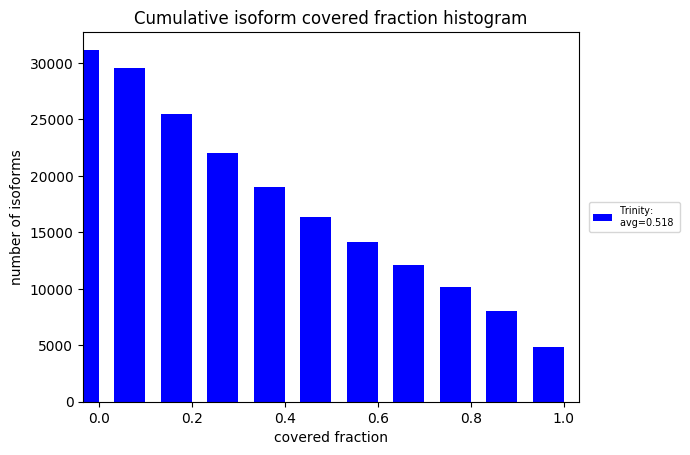 Cumulative isoform covered fraction histogram
number of isoforms
30000
25000
20000
15000
10000
5000
0
0.0 0.2 0.4 0.6 0.8 1.0
covered fraction
Trinity:
avg=0.518